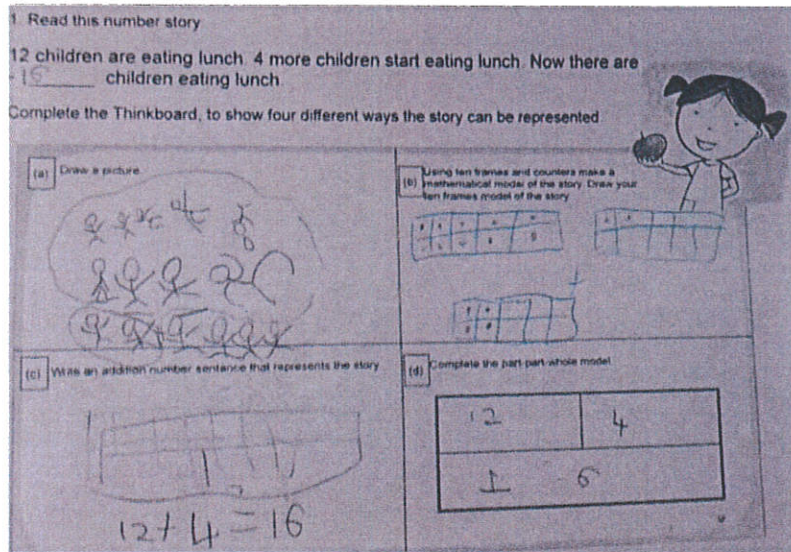 1. Read this number story
12 children are eating lunch. 4 more children start eating lunch. Now there are
children eating lunch.
Complete the Thinkboard, to show four different ways the story can be represented.
(a) Draw a picture.
(b) Using ten frames and counters make a
mathematical model of the story. Draw your
ten frames model of the story.
(c) Write an addition number sentence that represents the story
12 + 4 = 16
(d) Complete the part-part-whole model.
12 4
1 6